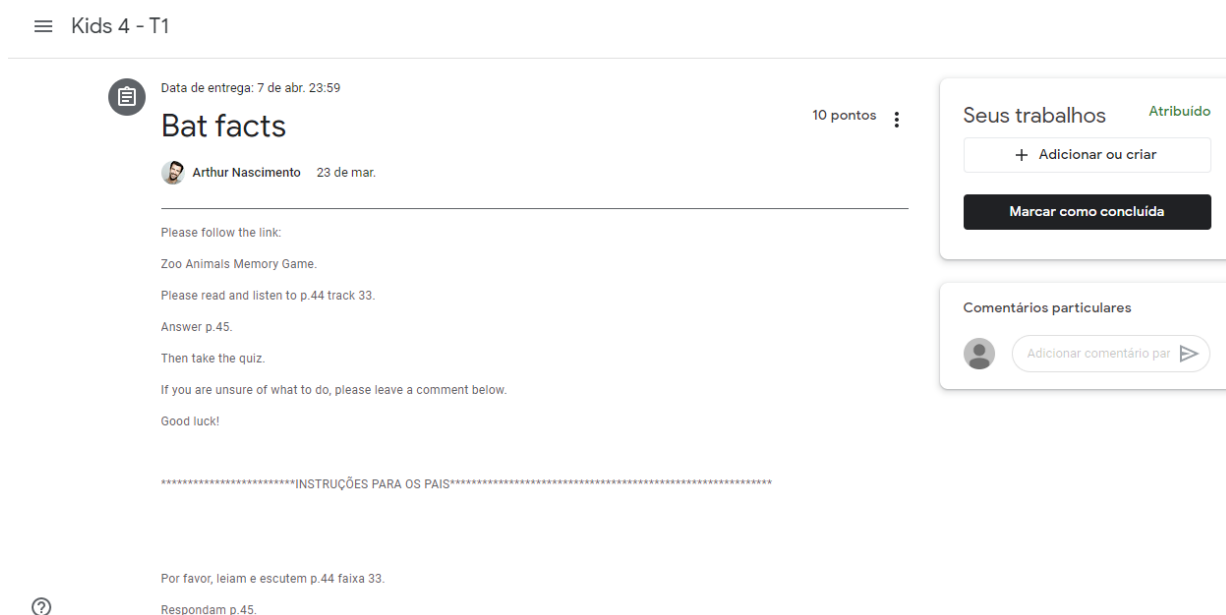 Kids 4 - T1
Data de entrega: 7 de abr. 23:59
Bat facts
10 pontos
Arthur Nascimento 23 de mar.
Please follow the link:
Zoo Animals Memory Game.
Please read and listen to p.44 track 33.
Answer p.45.
Then take the quiz.
If you are unsure of what to do, please leave a comment below.
Good luck!
*************************INSTRUÇÕES PARA OS PAIS************************************************************
Por favor, leiam e escutem p.44 faixa 33.
Respondam p.45.
Seus trabalhos
Atribuído
+ Adicionar ou criar
Marcar como concluída
Comentários particulares
Adicionar comentário par